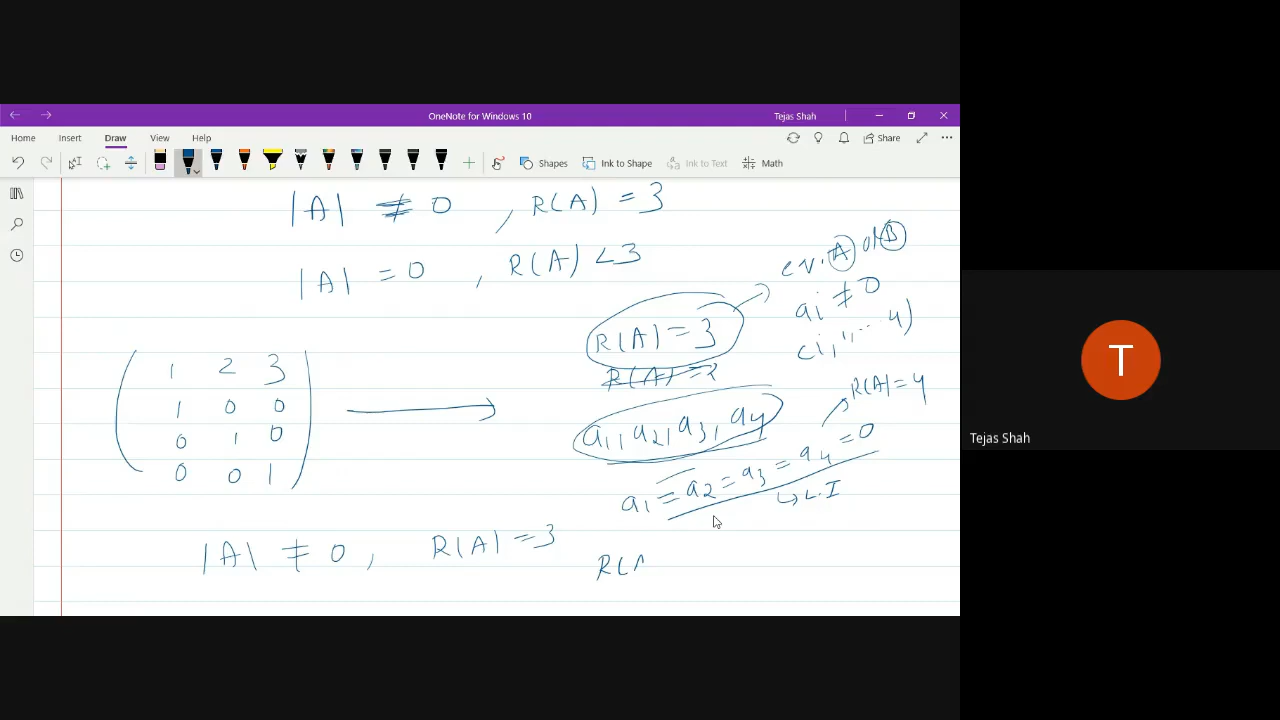 OneNote for Windows 10
Tejas Shah
Home Insert Draw View Help
Share
Shapes Ink to Shape Ink to Text Math
|A| ≠ 0 , R(A) = 3
|A| = 0 , R(A) < 3
A or B
ai ≠ 0
R(A) = 3
R(A) = 2
1 2 3
1 0 0
0 1 0
0 0 1
R(A) = 4
a1, a2, a3, a4
a1 = a2 = a3 = a4 = 0
↳ L.I
|A| ≠ 0 , R(A) = 3
R(A
T
Tejas Shah